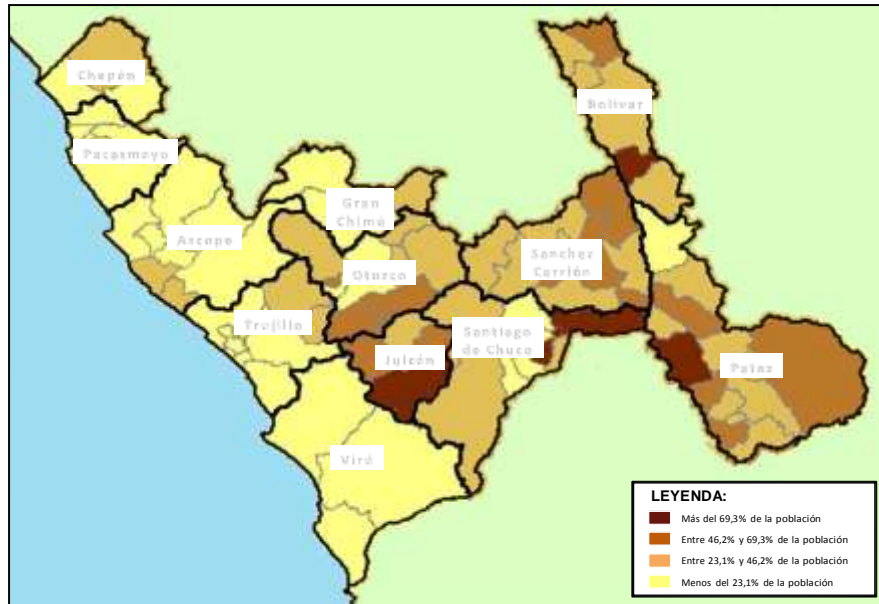 Chepén
Bolívar
Pacasmayo
Gran
Chimú
Ascope
Sanchez
Carrión
Otuzco
Trujillo
Santiago
de Chuco
Julcán
Pataz
Virú
LEYENDA:
Más del 69,3% de la población
Entre 46,2% y 69,3% de la población
Entre 23,1% y 46,2% de la población
Menos del 23,1% de la población